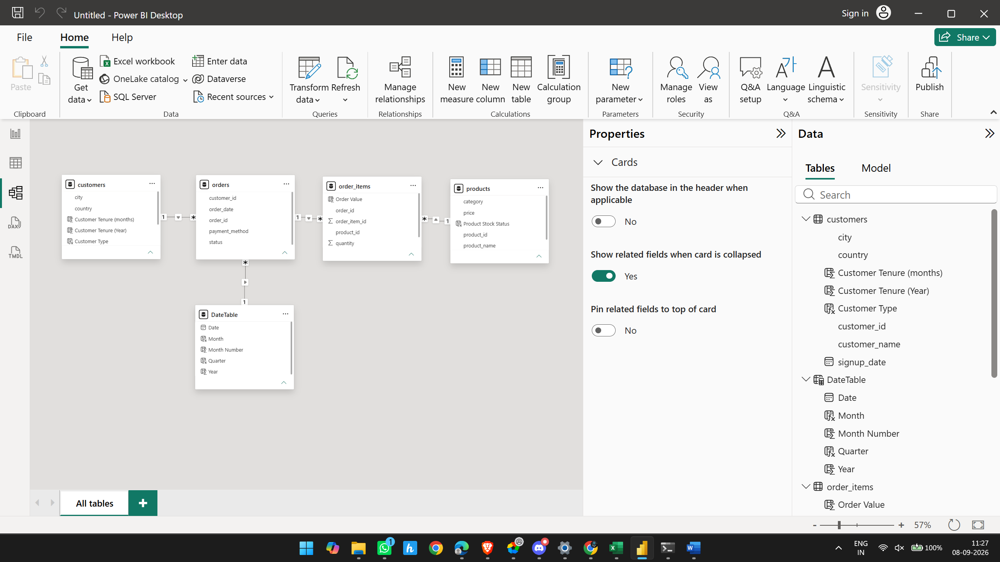 Untitled - Power BI Desktop
Sign in
File
Home
Help
Share
Paste
Clipboard
Get data
Excel workbook
OneLake catalog
SQL Server
Enter data
Dataverse
Recent sources
Data
Transform data
Refresh
Queries
Manage relationships
Relationships
New measure
New column
New table
Calculation group
Calculations
New parameter
Parameters
Manage roles
View as
Security
Q&A setup
Language
Linguistic schema
Q&A
Sensitivity
Sensitivity
Publish
Share
DAX
TMDL
customers
city
country
Customer Tenure (months)
Customer Tenure (Year)
Customer Type
1
*
orders
customer_id
order_date
order_id
payment_method
status
1
*
order_items
Order Value
order_id
order_item_id
product_id
quantity
*
1
products
category
price
Product Stock Status
product_id
product_name
*
1
DateTable
Date
Month
Month Number
Quarter
Year
Properties
Cards
Show the database in the header when
applicable
No
Show related fields when card is collapsed
Yes
Pin related fields to top of card
No
Data
Tables
Model
Search
customers
city
country
Customer Tenure (months)
Customer Tenure (Year)
Customer Type
customer_id
customer_name
signup_date
DateTable
Date
Month
Month Number
Quarter
Year
order_items
Order Value
All tables
+
- + 57%
1
ENG
IN
100%
11:27
08-09-2026